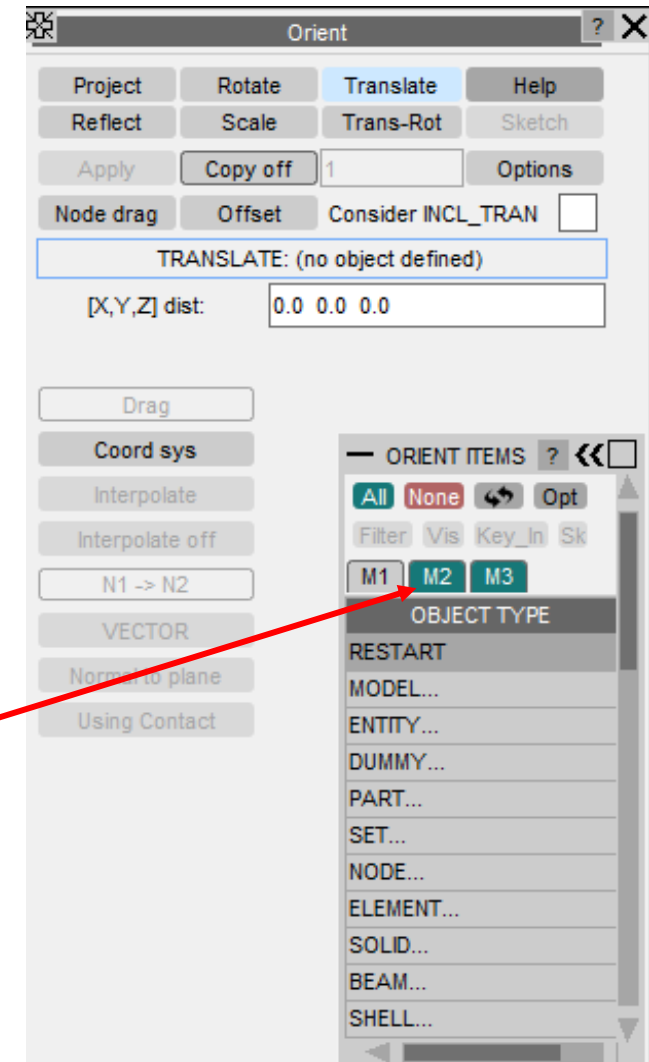 Orient ?
Project Rotate Translate Help
Reflect Scale Trans-Rot Sketch
Apply Copy off 1 Options
Node drag Offset Consider INCL_TRAN
TRANSLATE: (no object defined)
[X,Y,Z] dist: 0.0 0.0 0.0
Drag
Coord sys
Interpolate
Interpolate off
N1 -> N2
VECTOR
Normal to plane
Using Contact
ORIENT ITEMS ?
All None Opt
Filter Vis Key_In Sk
M1 M2 M3
OBJECT TYPE
RESTART
MODEL...
ENTITY...
DUMMY...
PART...
SET...
NODE...
ELEMENT...
SOLID...
BEAM...
SHELL...